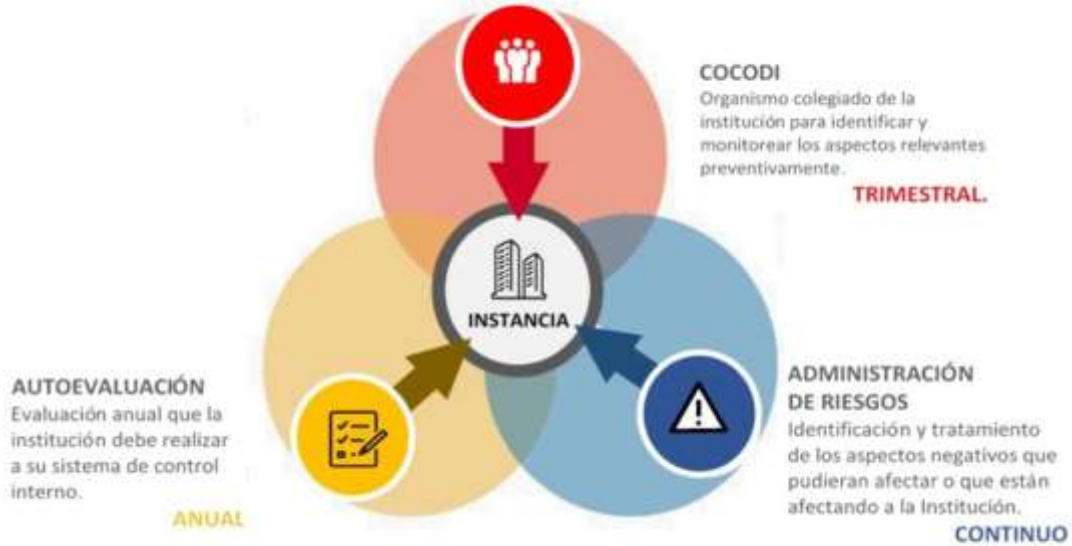 COCODI
Organismo colegiado de la
institución para identificar y
monitorear los aspectos relevantes
preventivamente.
TRIMESTRAL.
INSTANCIA
AUTOEVALUACIÓN
Evaluación anual que la
institución debe realizar
a su sistema de control
interno.
ANUAL
ADMINISTRACIÓN
DE RIESGOS
Identificación y tratamiento
de los aspectos negativos que
pudieran afectar o que están
afectando a la Institución.
CONTINUO